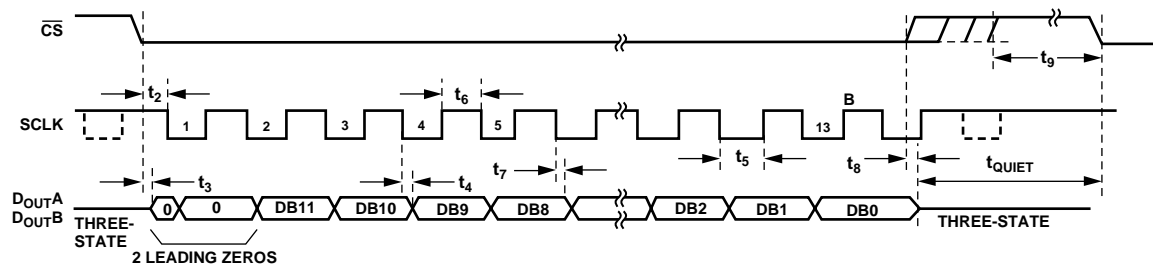 CS
t9
t2
t6
B
SCLK
1
2
3
4
5
13
t3
t4
t7
t5
t8
tQUIET
DOUTA
DOUTB
0
0
DB11
DB10
DB9
DB8
DB2
DB1
DB0
THREE-
STATE
THREE-STATE
2 LEADING ZEROS